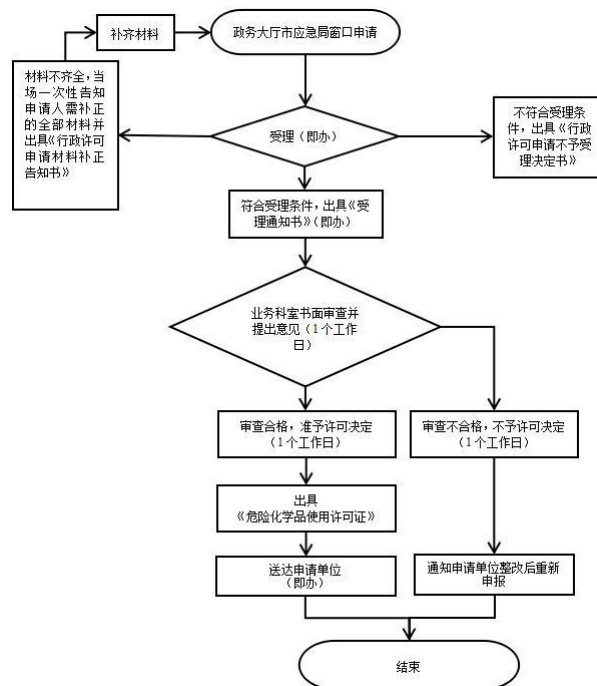 补齐材料
政务大厅市应急局窗口申请
材料不齐全，当
场一次性告知
申请人需补正
的全部材料并
出具《行政许可
申请材料补正
告知书》
受理（即办）
不符合受理条
件，出具《行政
许可申请不予受
理决定书》
符合受理条件，出具《受
理通知书》（即办）
业务科室书面审查并
提出意见（1个工作
日）
审查合格，准予许可决定
（1个工作日）
审查不合格，不予许可决定
（1个工作日）
出具
《危险化学品使用许可证》
送达申请单位
（即办）
通知申请单位整改后重新
申报
结束